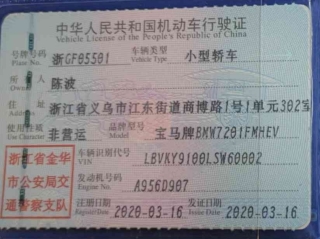 中华人民共和国机动车行驶证
Vehicle License of the People's Republic of China
号牌号码 Plate No. 浙GF05501 车辆类型 Vehicle Type 小型轿车
所有人 Owner 陈波
住址 Address 浙江省义乌市江东街道商博路1号1单元302室
使用性质 Use Character 非营运 品牌型号 Model 宝马牌BMW7201FMHEV
浙江省金华
市公安局交
通警察支队
车辆识别代号 VIN LBVKY9100LSW60002
发动机号码 Engine No. A956D907
注册日期 Register Date 2020-03-16 发证日期 Issue Date 2020-03-16